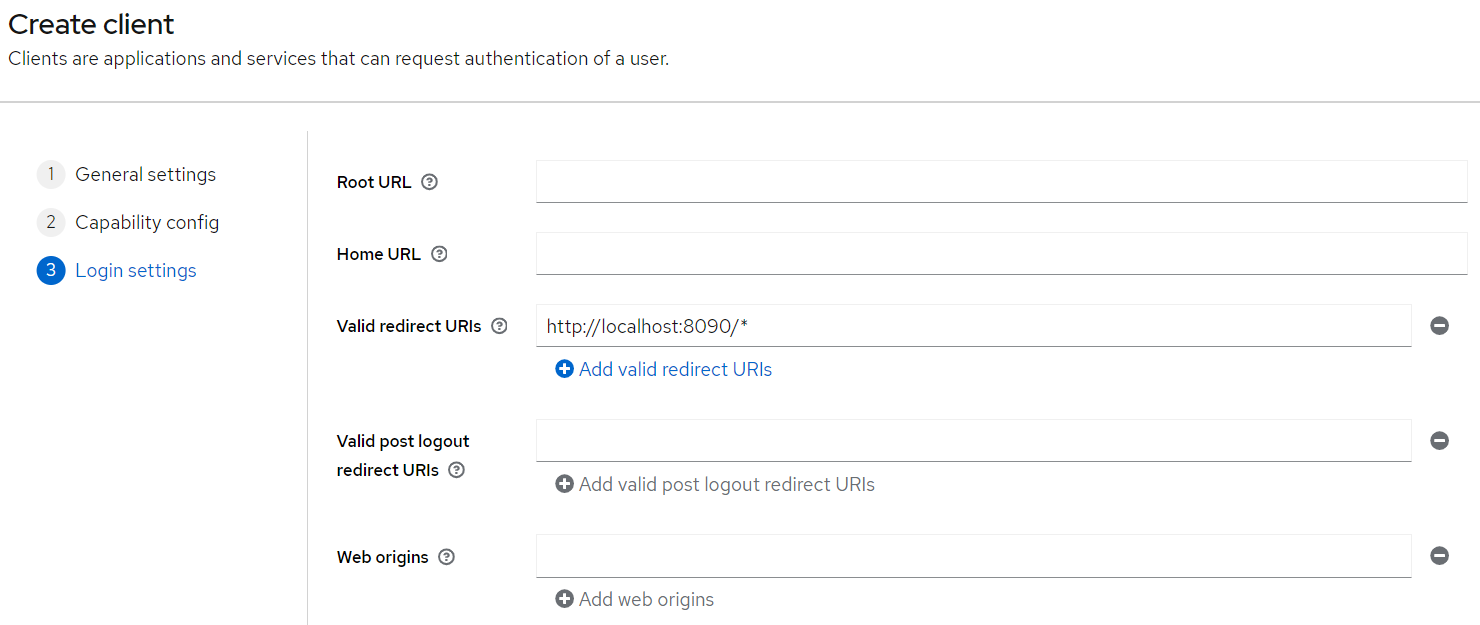 Create client
Clients are applications and services that can request authentication of a user.
1 General settings
2 Capability config
3 Login settings
Root URL
Home URL
Valid redirect URIs
http://localhost:8090/*
Add valid redirect URIs
Valid post logout
redirect URIs
Add valid post logout redirect URIs
Web origins
Add web origins